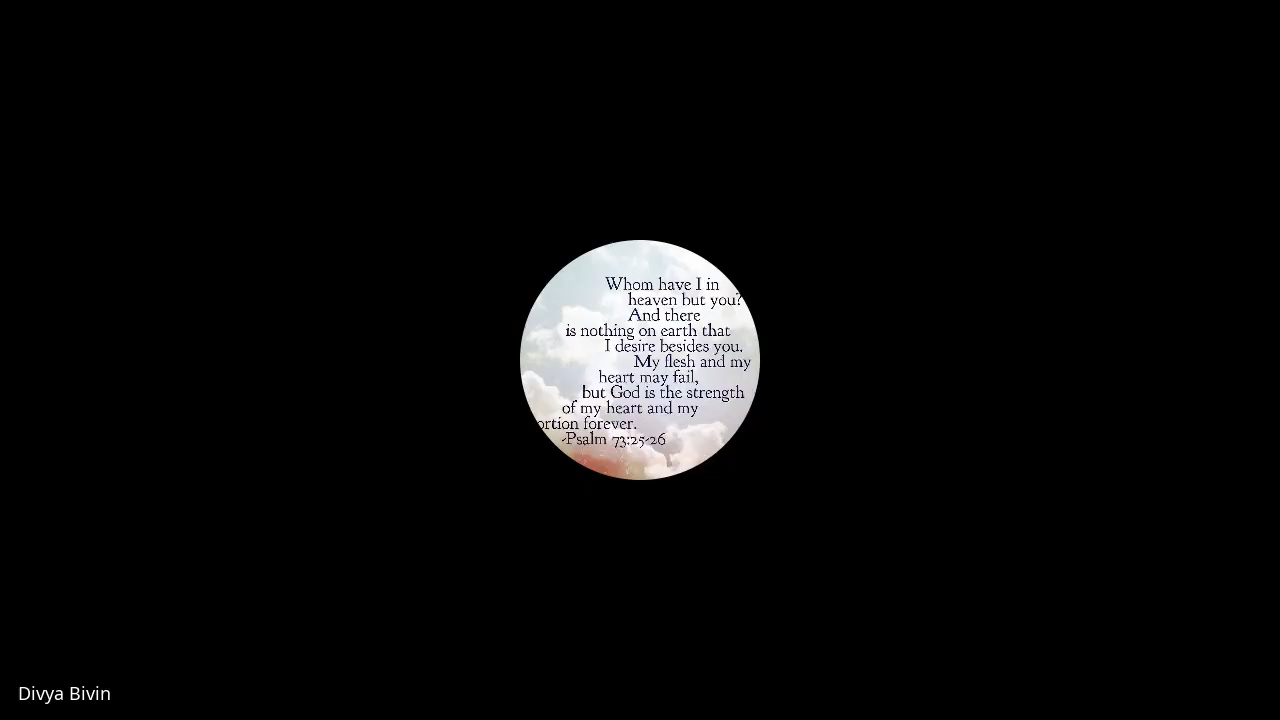 Whom have I in
heaven but you?
And there
is nothing on earth that
I desire besides you.
My flesh and my
heart may fail,
but God is the strength
of my heart and my
ortion forever.
-Psalm 73:25-26
Divya Bivin